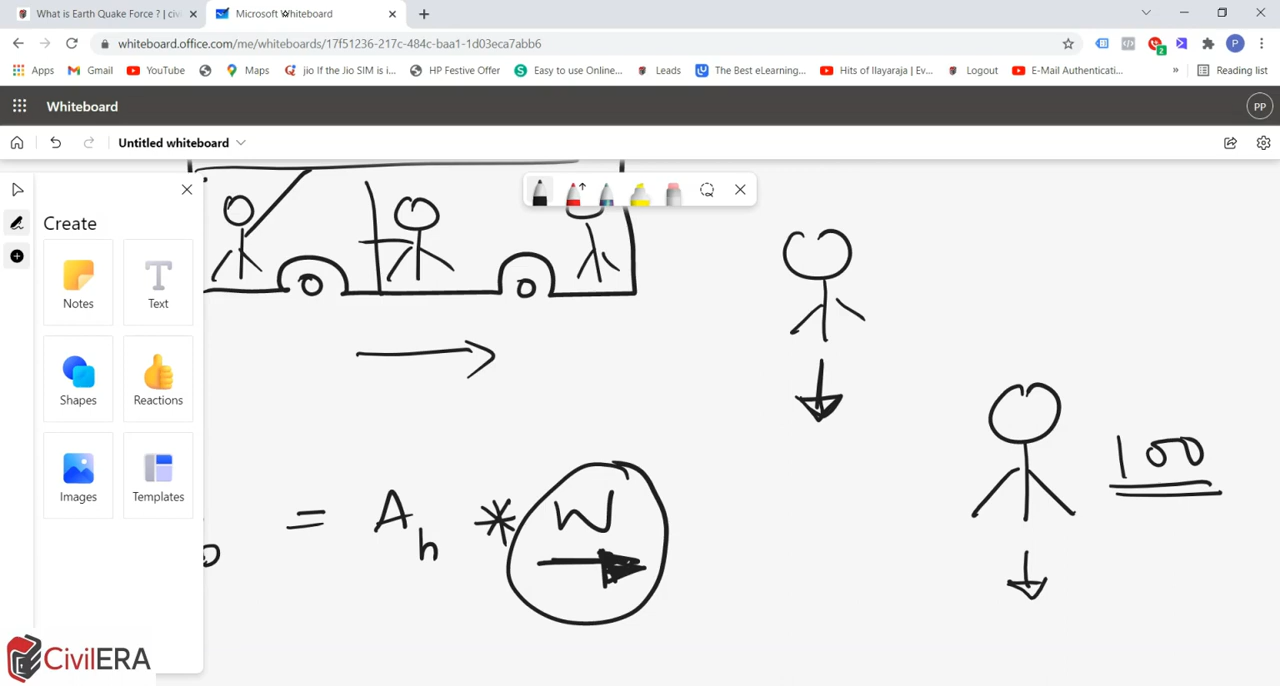 What is Earth Quake Force ? | civ
Microsoft Whiteboard
whiteboard.office.com/me/whiteboards/17f51236-217c-484c-baa1-1d03eca7abb6
2
P
Apps
Gmail
YouTube
Maps
jio If the Jio SIM is i...
HP Festive Offer
Easy to use Online...
Leads
The Best eLearning...
Hits of Ilayaraja | Ev...
Logout
E-Mail Authenticati...
»
Reading list
Whiteboard
PP
Untitled whiteboard
Create
Notes
Text
Shapes
Reactions
Images
Templates
100
= Ah * W
CivilERA